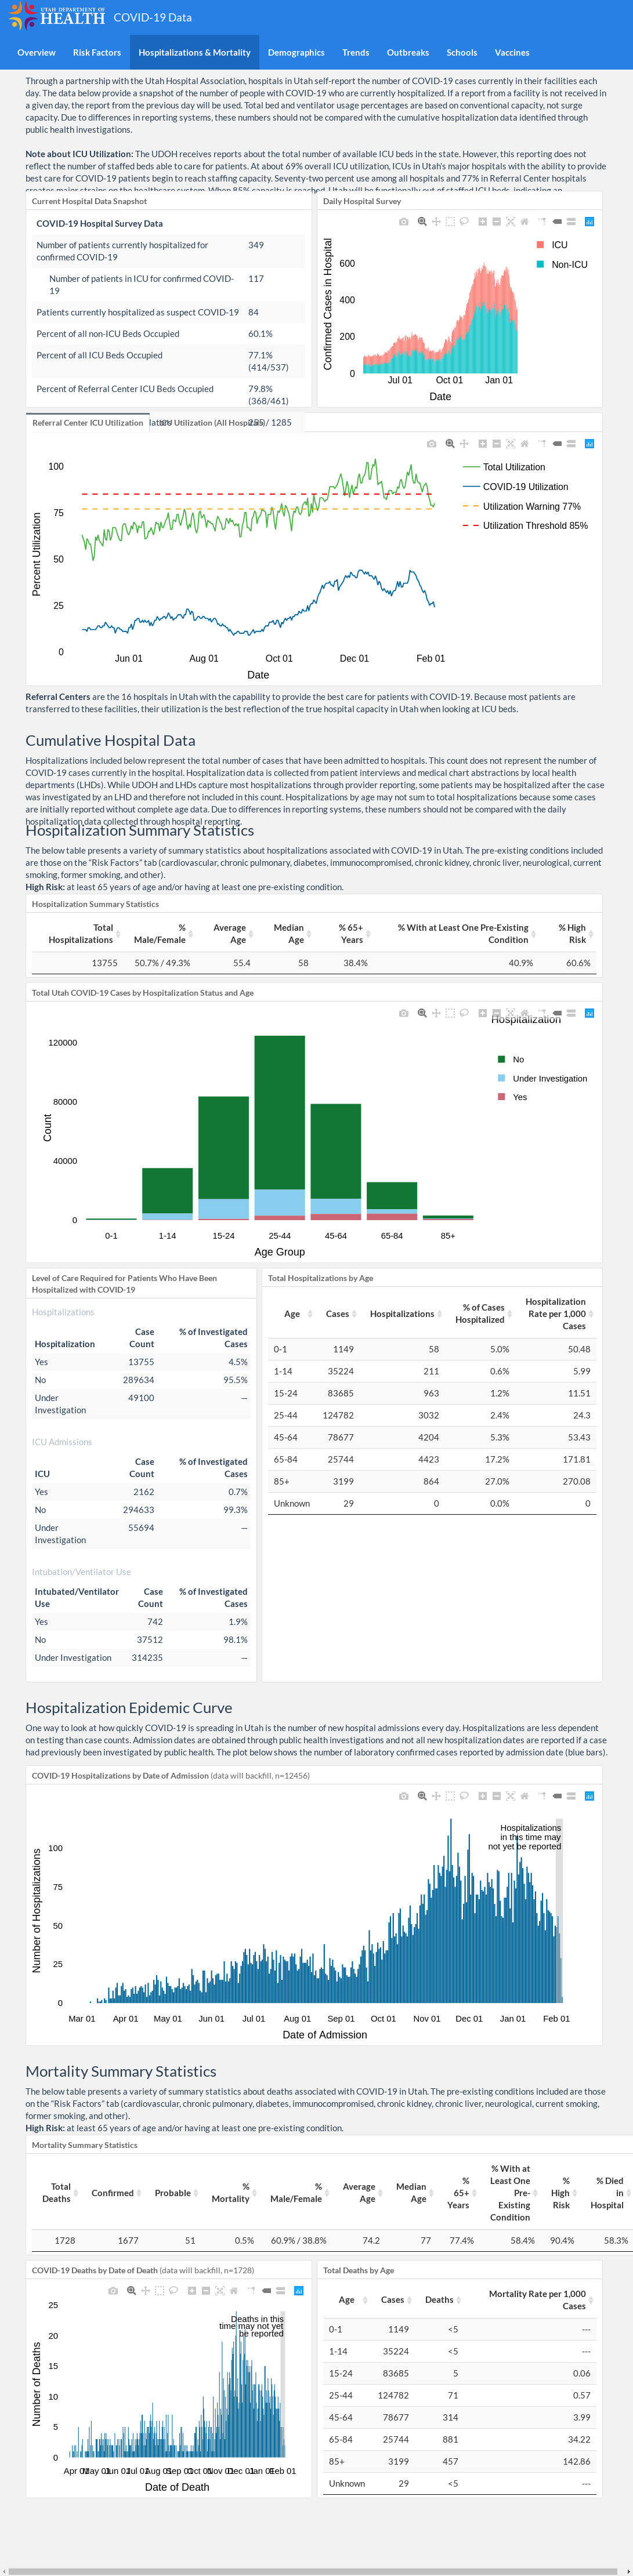 UTAH DEPARTMENT OF
HEALTH
COVID-19 Data
Overview Risk Factors Hospitalizations & Mortality Demographics Trends Outbreaks Schools Vaccines
Through a partnership with the Utah Hospital Association, hospitals in Utah self-report the number of COVID-19 cases currently in their facilities each
day. The data below provide a snapshot of the number of people with COVID-19 who are currently hospitalized. If a report from a facility is not received in
a given day, the report from the previous day will be used. Total bed and ventilator usage percentages are based on conventional capacity, not surge
capacity. Due to differences in reporting systems, these numbers should not be compared with the cumulative hospitalization data identified through
public health investigations.
Note about ICU Utilization: The UDOH receives reports about the total number of available ICU beds in the state. However, this reporting does not
reflect the number of staffed beds able to care for patients. At about 69% overall ICU utilization, ICUs in Utah's major hospitals with the ability to provide
best care for COVID-19 patients begin to reach staffing capacity. Seventy-two percent use among all hospitals and 77% in Referral Center hospitals
creates major strains on the healthcare system. When 85% capacity is reached, Utah will be functionally out of staffed ICU beds, indicating an
Current Hospital Data Snapshot
COVID-19 Hospital Survey Data
Number of patients currently hospitalized for
confirmed COVID-19 349
Number of patients in ICU for confirmed COVID-
19 117
Patients currently hospitalized as suspect COVID-19 84
Percent of all non-ICU Beds Occupied 60.1%
Percent of all ICU Beds Occupied 77.1%
(414/537)
Percent of Referral Center ICU Beds Occupied 79.8%
(368/461)
255 / 1285
Daily Hospital Survey
ICU
Non-ICU
Confirmed Cases in Hospital
600
400
200
0
Jul 01 Oct 01 Jan 01
Date
Referral Center ICU Utilization ICU Utilization (All Hospitals)
100
75
50
25
0
Percent Utilization
Total Utilization
COVID-19 Utilization
Utilization Warning 77%
Utilization Threshold 85%
Jun 01 Aug 01 Oct 01 Dec 01 Feb 01
Date
Referral Centers are the 16 hospitals in Utah with the capability to provide the best care for patients with COVID-19. Because most patients are
transferred to these facilities, their utilization is the best reflection of the true hospital capacity in Utah when looking at ICU beds.
Cumulative Hospital Data
Hospitalizations included below represent the total number of cases that have been admitted to hospitals. This count does not represent the number of
COVID-19 cases currently in the hospital. Hospitalization data is collected from patient interviews and medical chart abstractions by local health
departments (LHDs). While UDOH and LHDs capture most hospitalizations through provider reporting, some patients may be hospitalized after the case
was investigated by an LHD and therefore not included in this count. Hospitalizations by age may not sum to total hospitalizations because some cases
are initially reported without complete age data. Due to differences in reporting systems, these numbers should not be compared with the daily
hospitalization data collected through hospital reporting.
Hospitalization Summary Statistics
The below table presents a variety of summary statistics about hospitalizations associated with COVID-19 in Utah. The pre-existing conditions included
are those on the "Risk Factors" tab (cardiovascular, chronic pulmonary, diabetes, immunocompromised, chronic kidney, chronic liver, neurological, current
smoking, former smoking, and other).
High Risk: at least 65 years of age and/or having at least one pre-existing condition.
Hospitalization Summary Statistics
Total Hospitalizations % Male/Female Average Age Median Age % 65+ Years % With at Least One Pre-Existing Condition % High Risk
13755 50.7% / 49.3% 55.4 58 38.4% 40.9% 60.6%
Total Utah COVID-19 Cases by Hospitalization Status and Age
Hospitalization
No
Under Investigation
Yes
120000
80000
40000
0
Count
0-1 1-14 15-24 25-44 45-64 65-84 85+
Age Group
Level of Care Required for Patients Who Have Been
Hospitalized with COVID-19
Hospitalizations
Hospitalization Case Count % of Investigated Cases
Yes 13755 4.5%
No 289634 95.5%
Under Investigation 49100 —
ICU Admissions
ICU Case Count % of Investigated Cases
Yes 2162 0.7%
No 294633 99.3%
Under Investigation 55694 —
Intubation/Ventilator Use
Intubated/Ventilator Use Case Count % of Investigated Cases
Yes 742 1.9%
No 37512 98.1%
Under Investigation 314235 —
Total Hospitalizations by Age
Age Cases Hospitalizations % of Cases Hospitalized Hospitalization Rate per 1,000 Cases
0-1 1149 58 5.0% 50.48
1-14 35224 211 0.6% 5.99
15-24 83685 963 1.2% 11.51
25-44 124782 3032 2.4% 24.3
45-64 78677 4204 5.3% 53.43
65-84 25744 4423 17.2% 171.81
85+ 3199 864 27.0% 270.08
Unknown 29 0 0.0% 0
Hospitalization Epidemic Curve
One way to look at how quickly COVID-19 is spreading in Utah is the number of new hospital admissions every day. Hospitalizations are less dependent
on testing than case counts. Admission dates are obtained through public health investigations and not all new hospitalization dates are reported if a case
had previously been investigated by public health. The plot below shows the number of laboratory confirmed cases reported by admission date (blue bars).
COVID-19 Hospitalizations by Date of Admission (data will backfill, n=12456)
Hospitalizations
in this time may
not yet be reported
100
75
50
25
0
Number of Hospitalizations
Mar 01 Apr 01 May 01 Jun 01 Jul 01 Aug 01 Sep 01 Oct 01 Nov 01 Dec 01 Jan 01 Feb 01
Date of Admission
Mortality Summary Statistics
The below table presents a variety of summary statistics about deaths associated with COVID-19 in Utah. The pre-existing conditions included are those
on the "Risk Factors" tab (cardiovascular, chronic pulmonary, diabetes, immunocompromised, chronic kidney, chronic liver, neurological, current smoking,
former smoking, and other).
High Risk: at least 65 years of age and/or having at least one pre-existing condition.
Mortality Summary Statistics
Total Deaths Confirmed Probable % Mortality % Male/Female Average Age Median Age % 65+ Years % With at Least One Pre-Existing Condition % High Risk % Died in Hospital
1728 1677 51 0.5% 60.9% / 38.8% 74.2 77 77.4% 58.4% 90.4% 58.3%
COVID-19 Deaths by Date of Death (data will backfill, n=1728)
Deaths in this
time may not yet
be reported
25
20
15
10
5
0
Number of Deaths
Apr 01 May 01 Jun 01 Jul 01 Aug 01 Sep 01 Oct 01 Nov 01 Dec 01 Jan 01 Feb 01
Date of Death
Total Deaths by Age
Age Cases Deaths Mortality Rate per 1,000 Cases
0-1 1149 <5 ---
1-14 35224 <5 ---
15-24 83685 5 0.06
25-44 124782 71 0.57
45-64 78677 314 3.99
65-84 25744 881 34.22
85+ 3199 457 142.86
Unknown 29 <5 ---